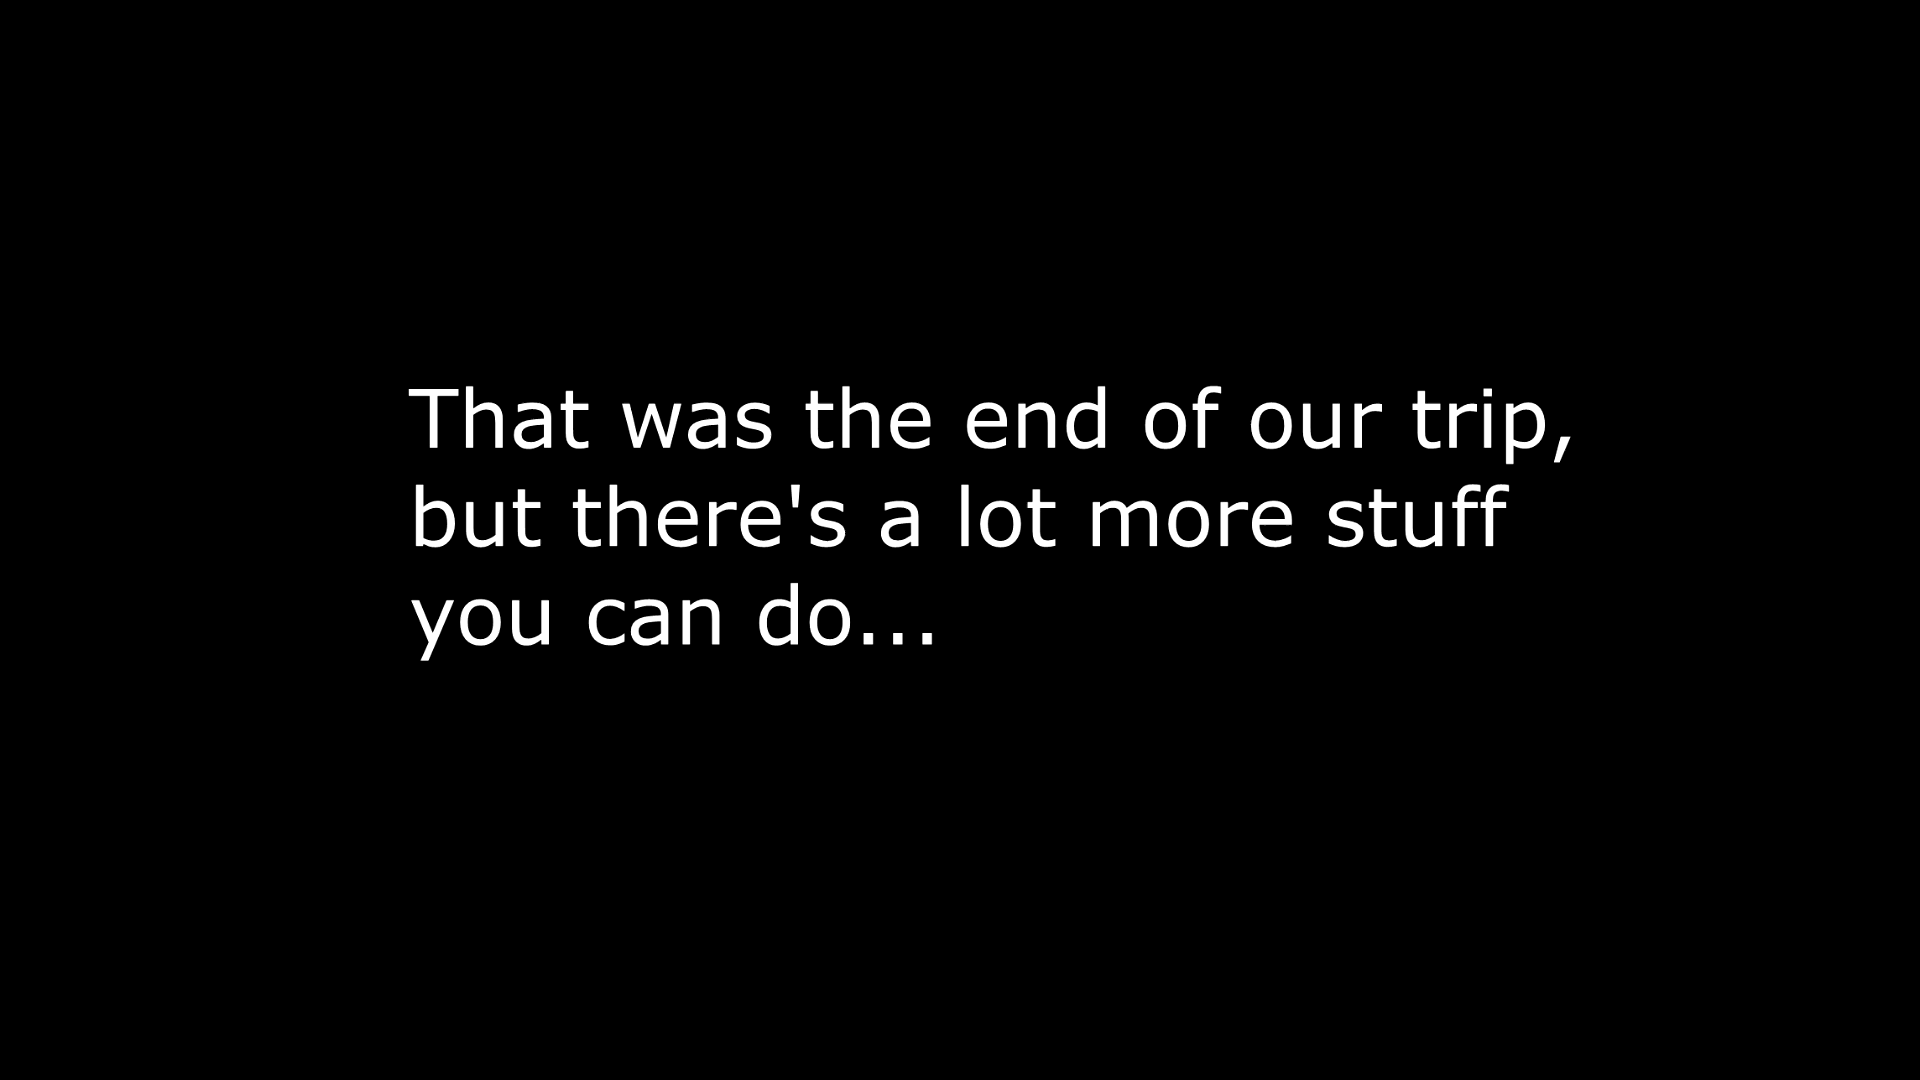 That was the end of our trip,
but there's a lot more stuff
you can do...